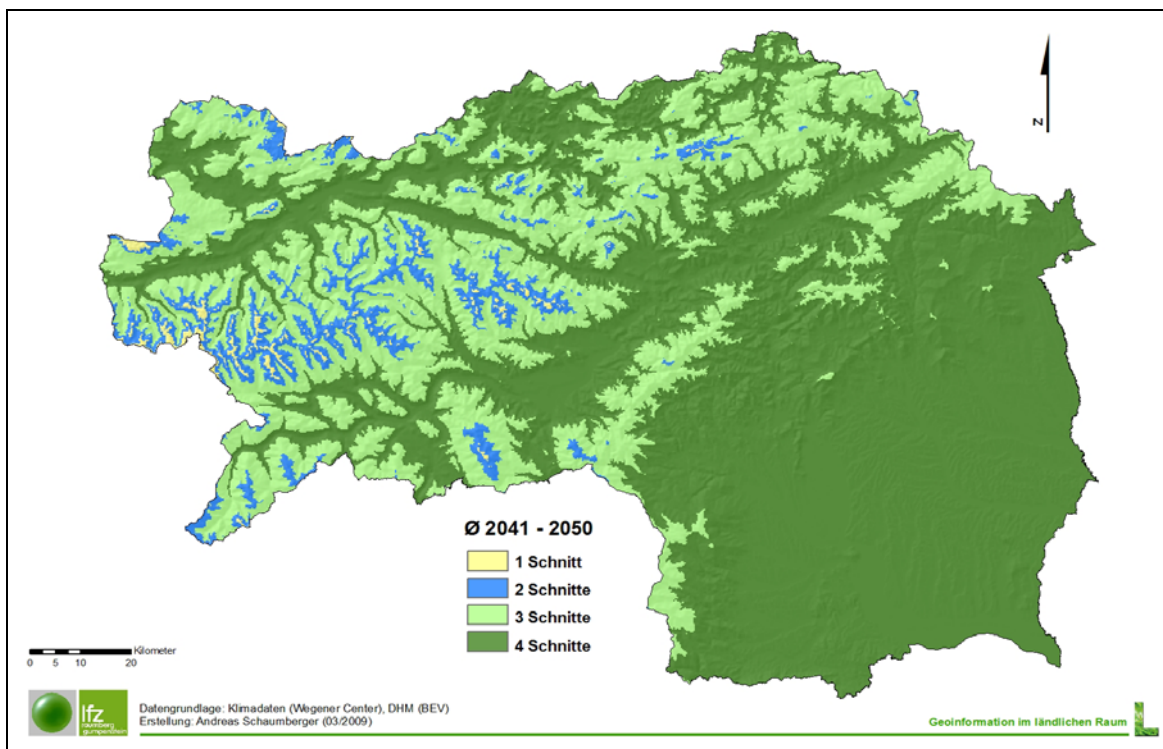 N
Ø 2041 - 2050
1 Schnitt
2 Schnitte
3 Schnitte
4 Schnitte
Kilometer
0 5 10 20
lfz
raumberg
gumpenstein
Datengrundlage: Klimadaten (Wegener Center), DHM (BEV)
Erstellung: Andreas Schaumberger (03/2009)
Geoinformation im ländlichen Raum
L